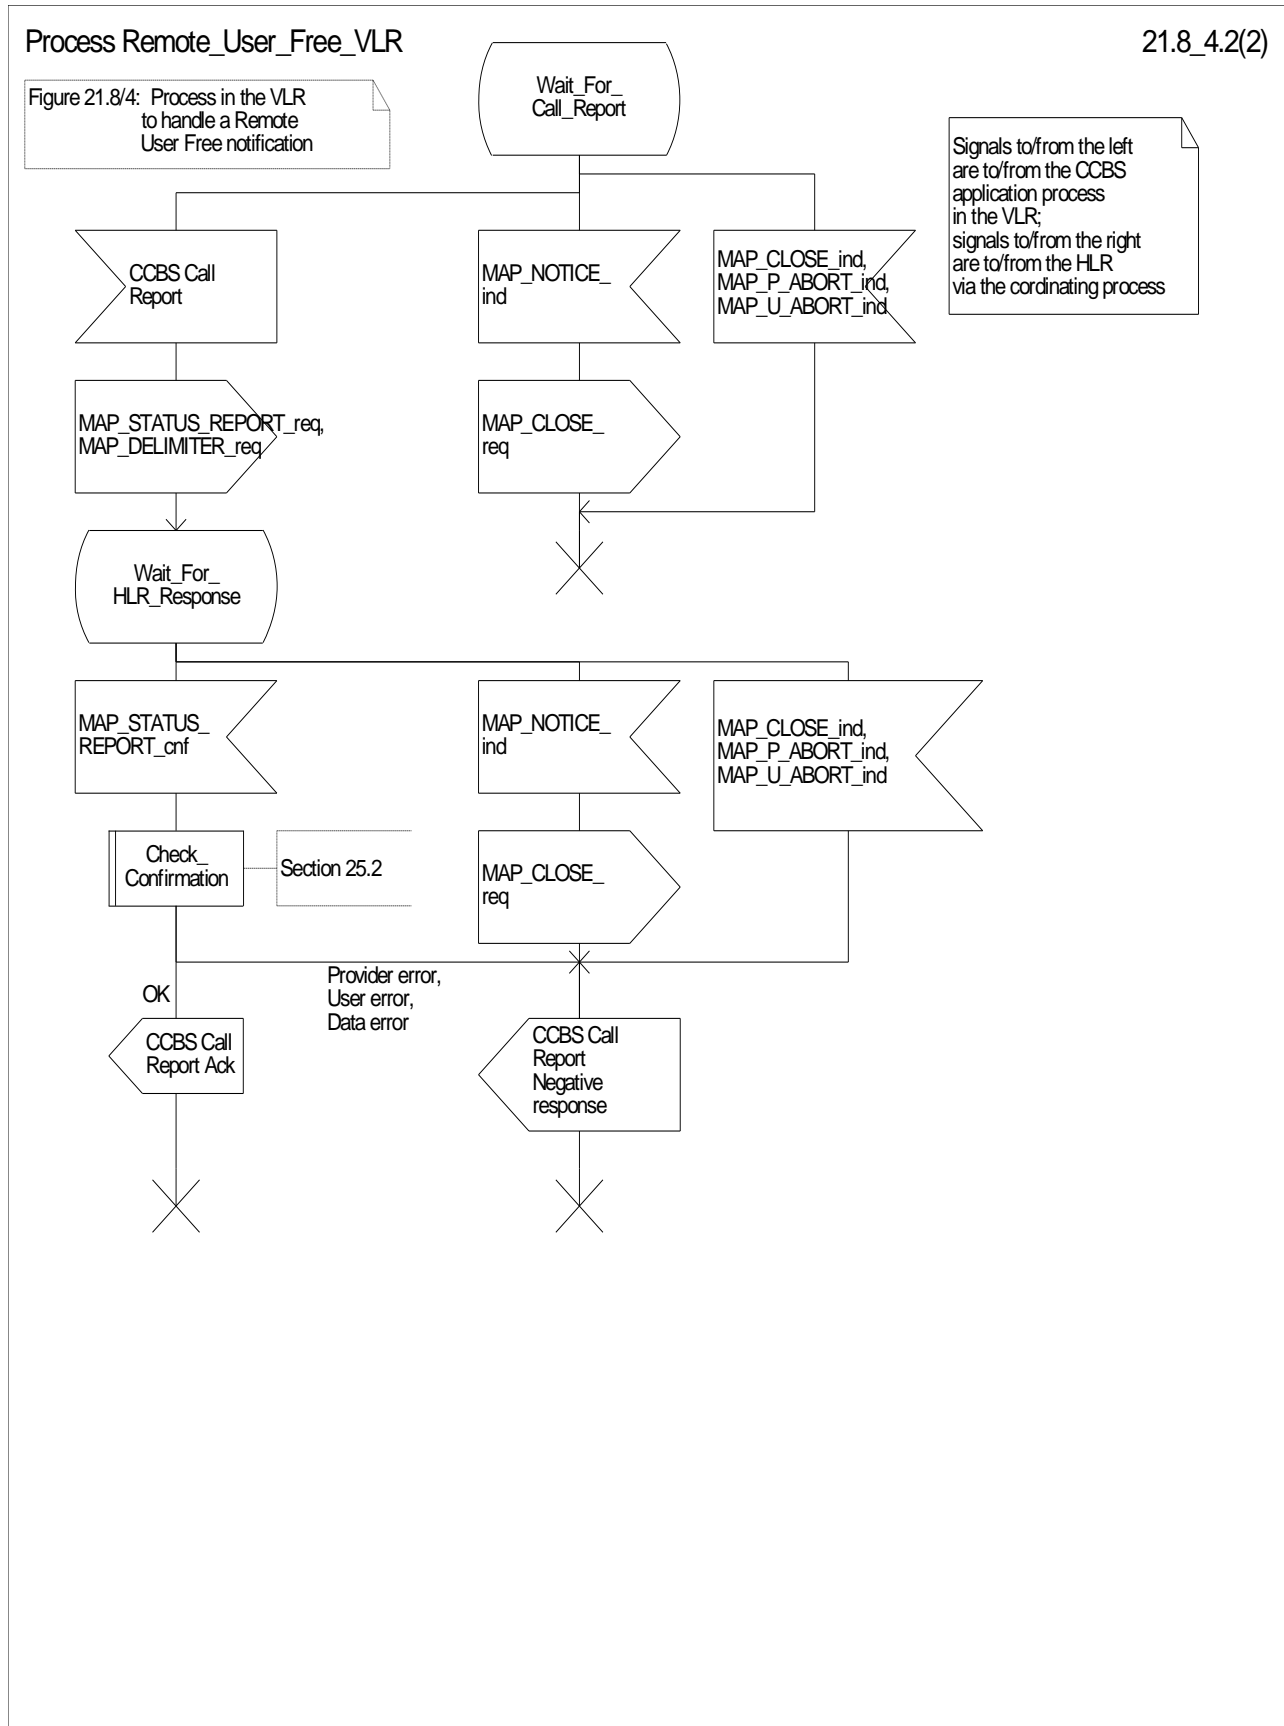 Process Remote_User_Free_VLR
21.8_4.2(2)
Figure 21.8/4: Process in the VLR
to handle a Remote
User Free notification
Wait_For_
Call_Report
Signals to/from the left
are to/from the CCBS
application process
in the VLR;
signals to/from the right
are to/from the HLR
via the cordinating process
CCBS Call
Report
MAP_NOTICE_
ind
MAP_CLOSE_ind,
MAP_P_ABORT_ind,
MAP_U_ABORT_ind
MAP_STATUS_REPORT_req,
MAP_DELIMITER_req
MAP_CLOSE_
req
Wait_For_
HLR_Response
MAP_STATUS_
REPORT_cnf
MAP_NOTICE_
ind
MAP_CLOSE_ind,
MAP_P_ABORT_ind,
MAP_U_ABORT_ind
Check_
Confirmation
Section 25.2
MAP_CLOSE_
req
OK
Provider error,
User error,
Data error
CCBS Call
Report Ack
CCBS Call
Report
Negative
response